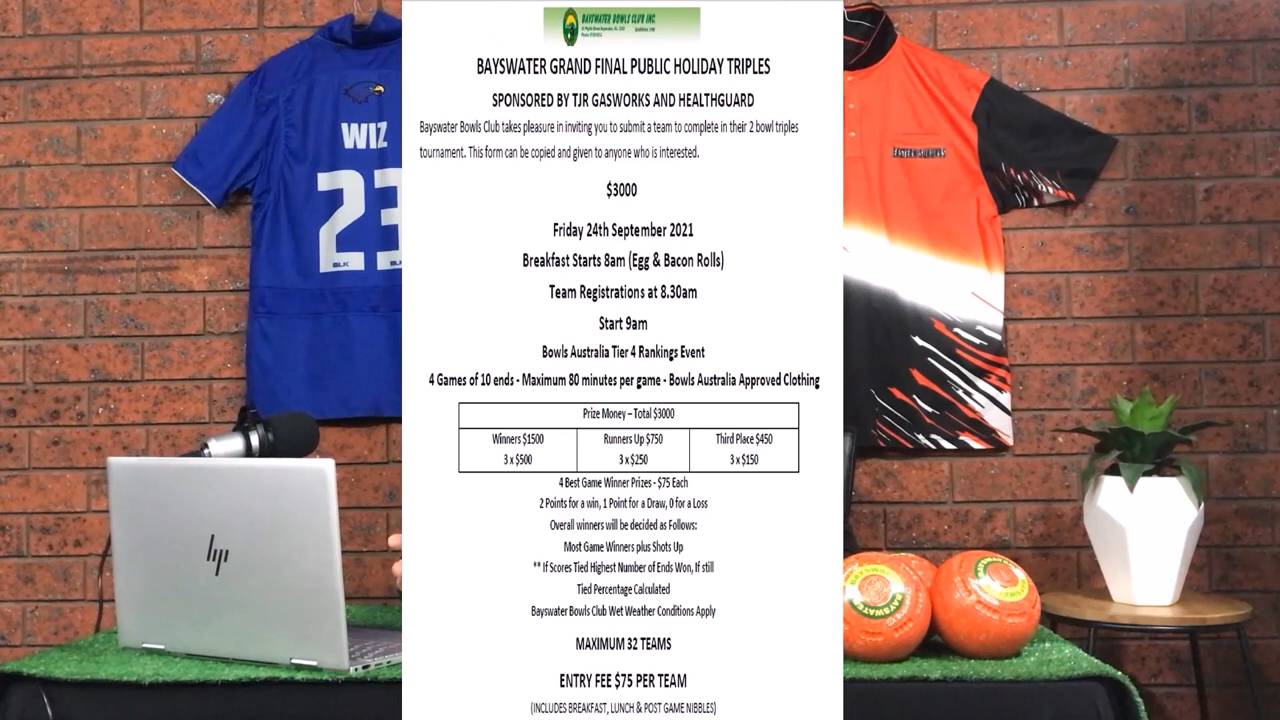 BAYSWATER BOWLS CLUB INC.
BAYSWATER GRAND FINAL PUBLIC HOLIDAY TRIPLES
SPONSORED BY TJR GASWORKS AND HEALTHGUARD
Bayswater Bowls Club takes pleasure in inviting you to submit a team to complete in their 2 bowl triples
tournament. This form can be copied and given to anyone who is interested.
$3000
Friday 24th September 2021
Breakfast Starts 8am (Egg & Bacon Rolls)
Team Registrations at 8.30am
Start 9am
Bowls Australia Tier 4 Rankings Event
4 Games of 10 ends - Maximum 80 minutes per game - Bowls Australia Approved Clothing
Prize Money – Total $3000
Winners $1500 Runners Up $750 Third Place $450
3 x $500 3 x $250 3 x $150
4 Best Game Winner Prizes - $75 Each
2 Points for a win, 1 Point for a Draw, 0 for a Loss
Overall winners will be decided as Follows:
Most Game Winners plus Shots Up
** If Scores Tied Highest Number of Ends Won, If still
Tied Percentage Calculated
Bayswater Bowls Club Wet Weather Conditions Apply
MAXIMUM 32 TEAMS
ENTRY FEE $75 PER TEAM
(INCLUDES BREAKFAST, LUNCH & POST GAME NIBBLES)
WIZ
23
BLK
EASTERN SUBURBS
hp
BAYSWATER
BAYSWATER
BAYSWATER